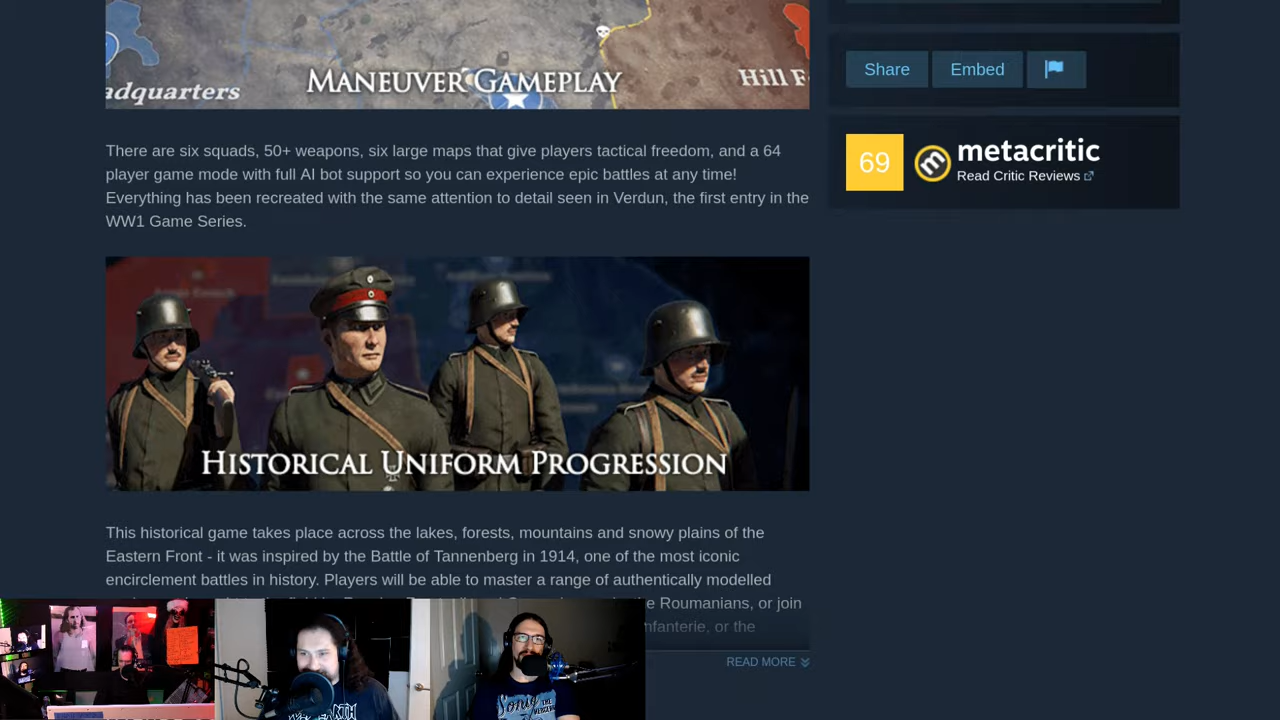 adquarters
MANEUVER GAMEPLAY
Hill F
There are six squads, 50+ weapons, six large maps that give players tactical freedom, and a 64
player game mode with full AI bot support so you can experience epic battles at any time!
Everything has been recreated with the same attention to detail seen in Verdun, the first entry in the
WW1 Game Series.
HISTORICAL UNIFORM PROGRESSION
This historical game takes place across the lakes, forests, mountains and snowy plains of the
Eastern Front - it was inspired by the Battle of Tannenberg in 1914, one of the most iconic
encirclement battles in history. Players will be able to master a range of authentically modelled
Roumanians, or join
nfanterie, or the
READ MORE
Share
Embed
69
metacritic
Read Critic Reviews